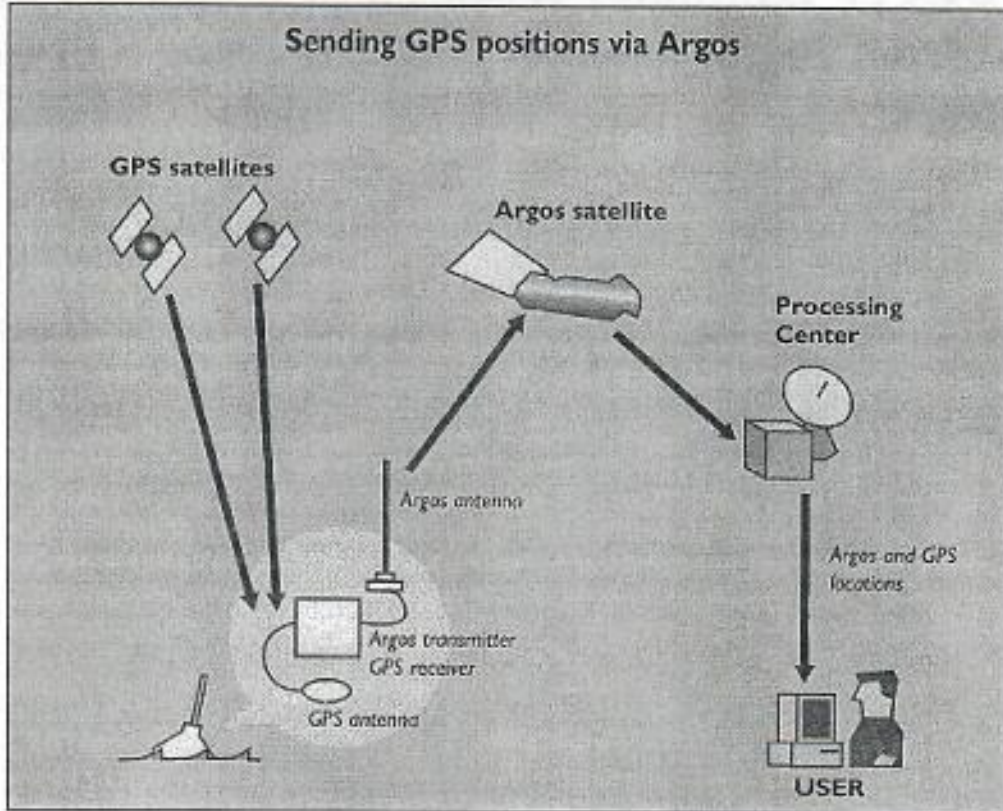 Sending GPS positions via Argos
GPS satellites
Argos satellite
Processing
Center
Argos antenna
Argos and GPS
locations
Argos transmitter
GPS receiver
GPS antenna
USER